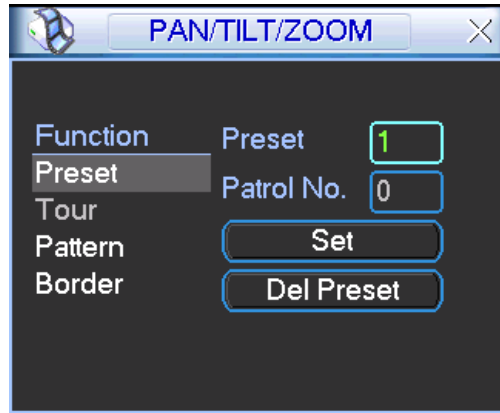 PAN/TILT/ZOOM
Function
Preset
Tour
Pattern
Border
Preset 1
Patrol No. 0
Set
Del Preset